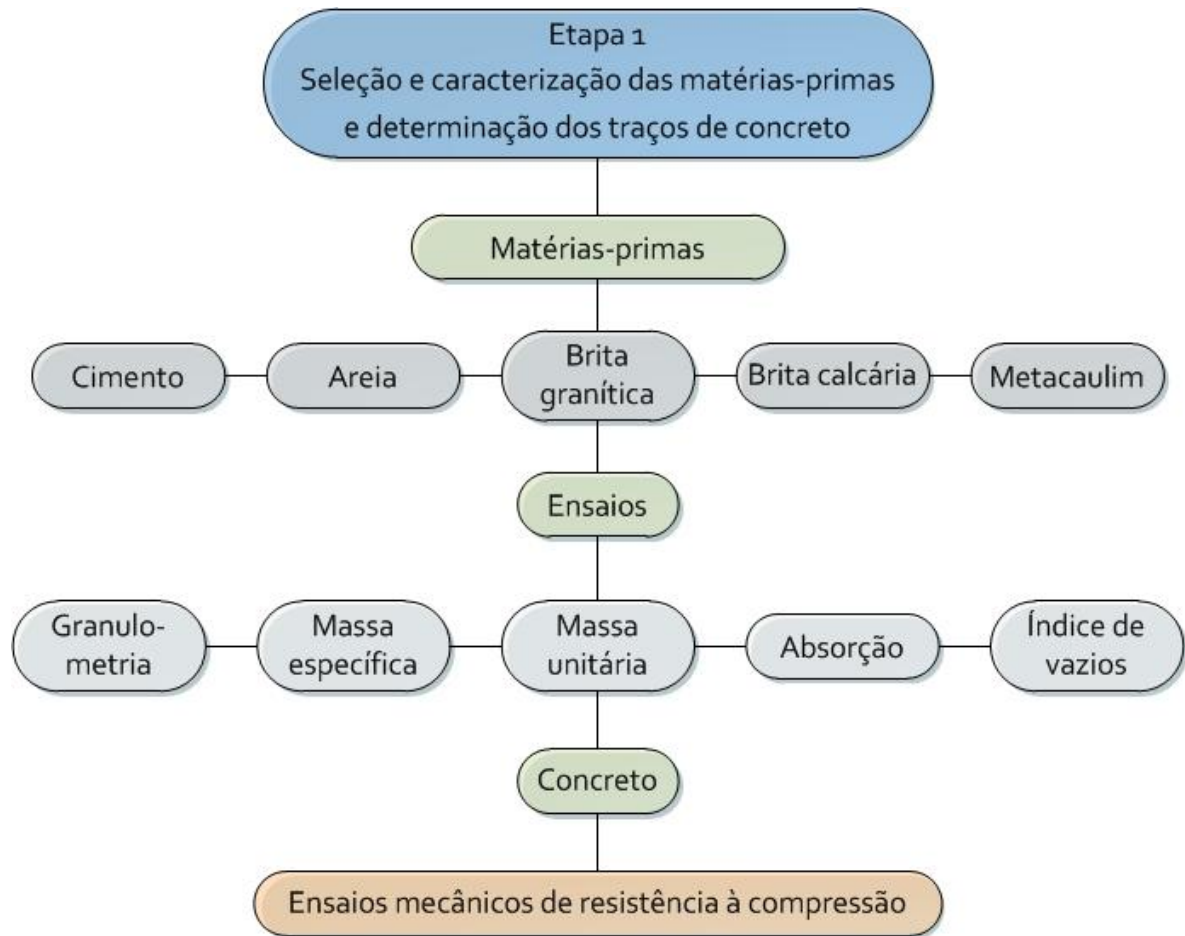 Etapa 1
Seleção e caracterização das matérias-primas
e determinação dos traços de concreto
Matérias-primas
Cimento
Areia
Brita
granítica
Brita calcária
Metacaulim
Ensaios
Granulo-
metria
Massa
específica
Massa
unitária
Absorção
Índice de
vazios
Concreto
Ensaios mecânicos de resistência à compressão